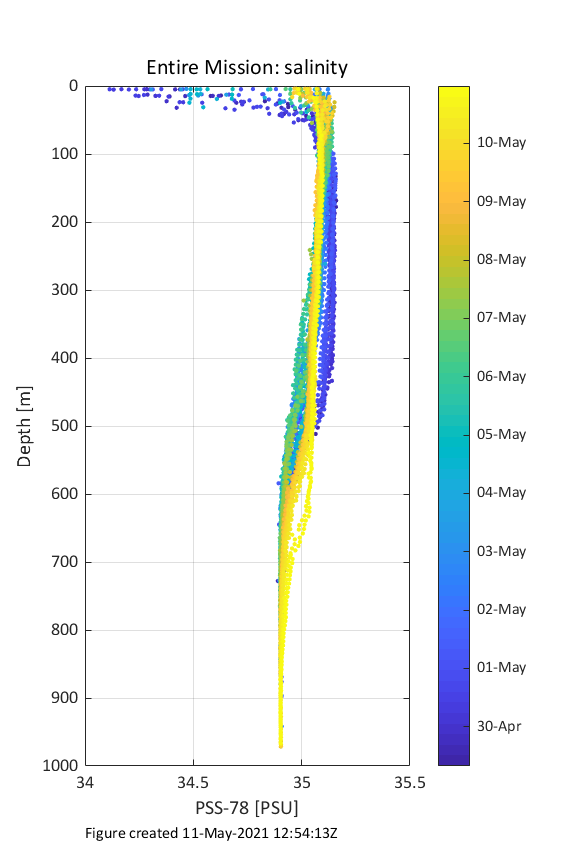 Entire Mission: salinity
0
100
200
300
400
500
600
700
800
900
1000
Depth [m]
34
34.5
35
35.5
PSS-78 [PSU]
10-May
09-May
08-May
07-May
06-May
05-May
04-May
03-May
02-May
01-May
30-Apr
Figure created 11-May-2021 12:54:13Z